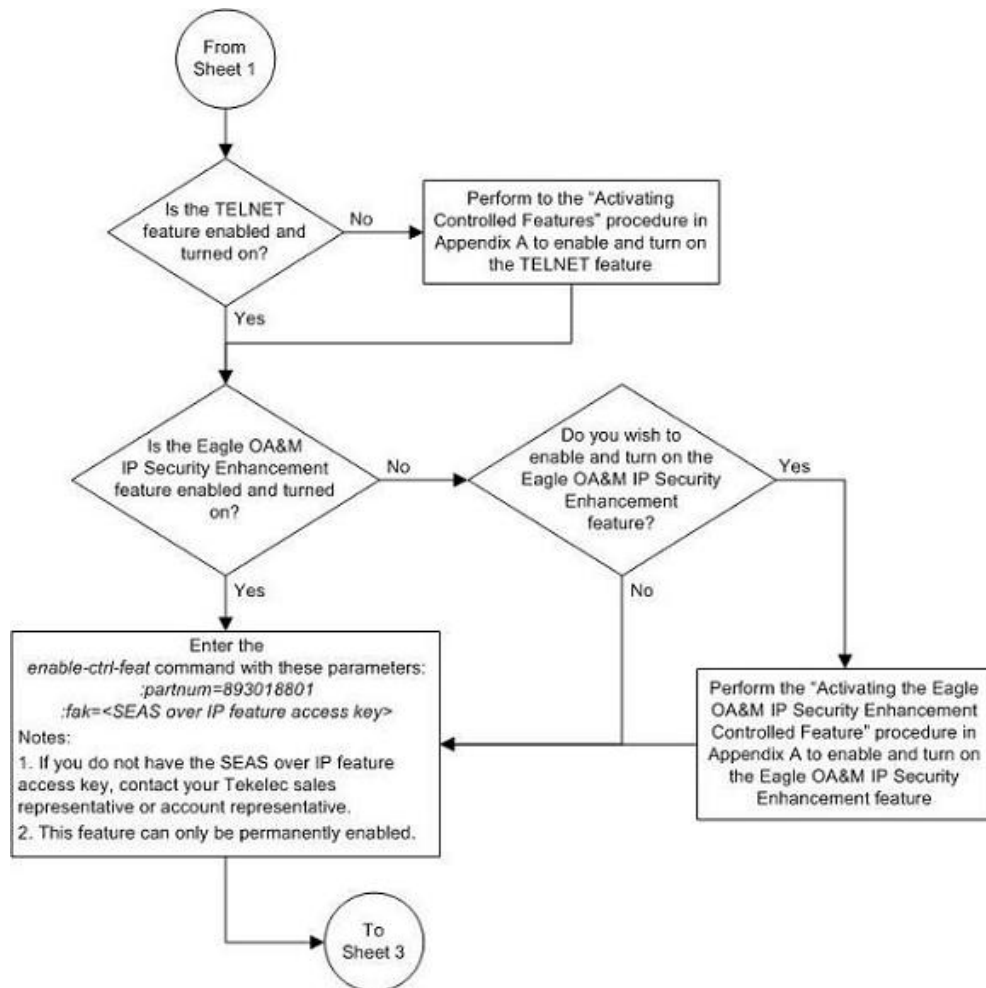 From
Sheet 1
Is the TELNET
feature enabled and
turned on?
No
Perform to the “Activating
Controlled Features” procedure in
Appendix A to enable and turn on
the TELNET feature
Yes
Is the Eagle OA&M
IP Security Enhancement
feature enabled and turned
on?
No
Do you wish to
enable and turn on the
Eagle OA&M IP Security
Enhancement
feature?
Yes
Yes
No
Enter the
enable-ctrl-feat command with these parameters:
:partnum=893018801
:fak=<SEAS over IP feature access key>
Notes:
1. If you do not have the SEAS over IP feature
access key, contact your Tekelec sales
representative or account representative.
2. This feature can only be permanently enabled.
Perform the “Activating the Eagle
OA&M IP Security Enhancement
Controlled Feature” procedure in
Appendix A to enable and turn on
the Eagle OA&M IP Security
Enhancement feature
To
Sheet 3